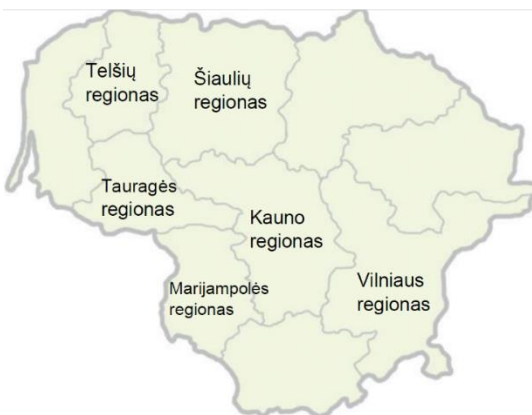 Telšių
regionas
Šiaulių
regionas
Tauragės
regionas
Kauno
regionas
Marijampolės
regionas
Vilniaus
regionas